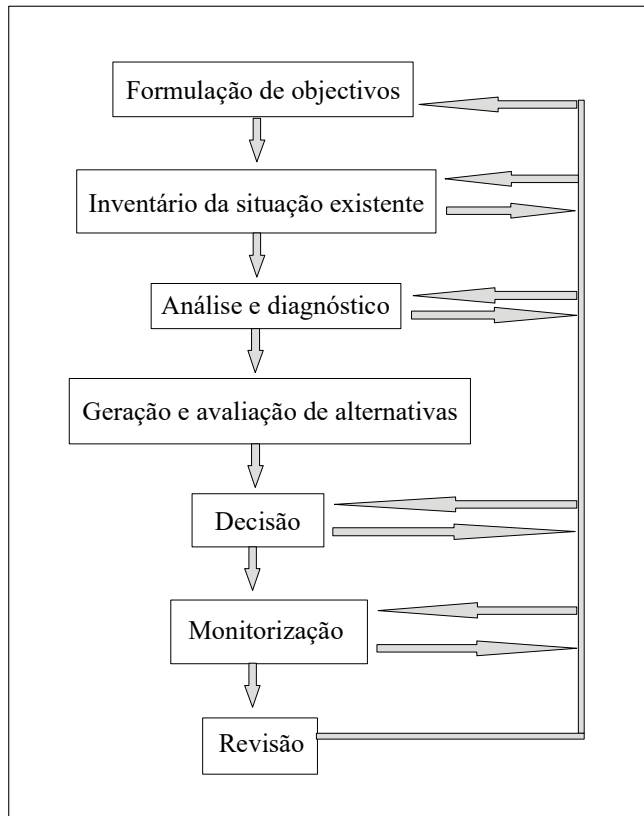 Formulação de objectivos
Inventário da situação existente
Análise e diagnóstico
Geração e avaliação de alternativas
Decisão
Monitorização
Revisão